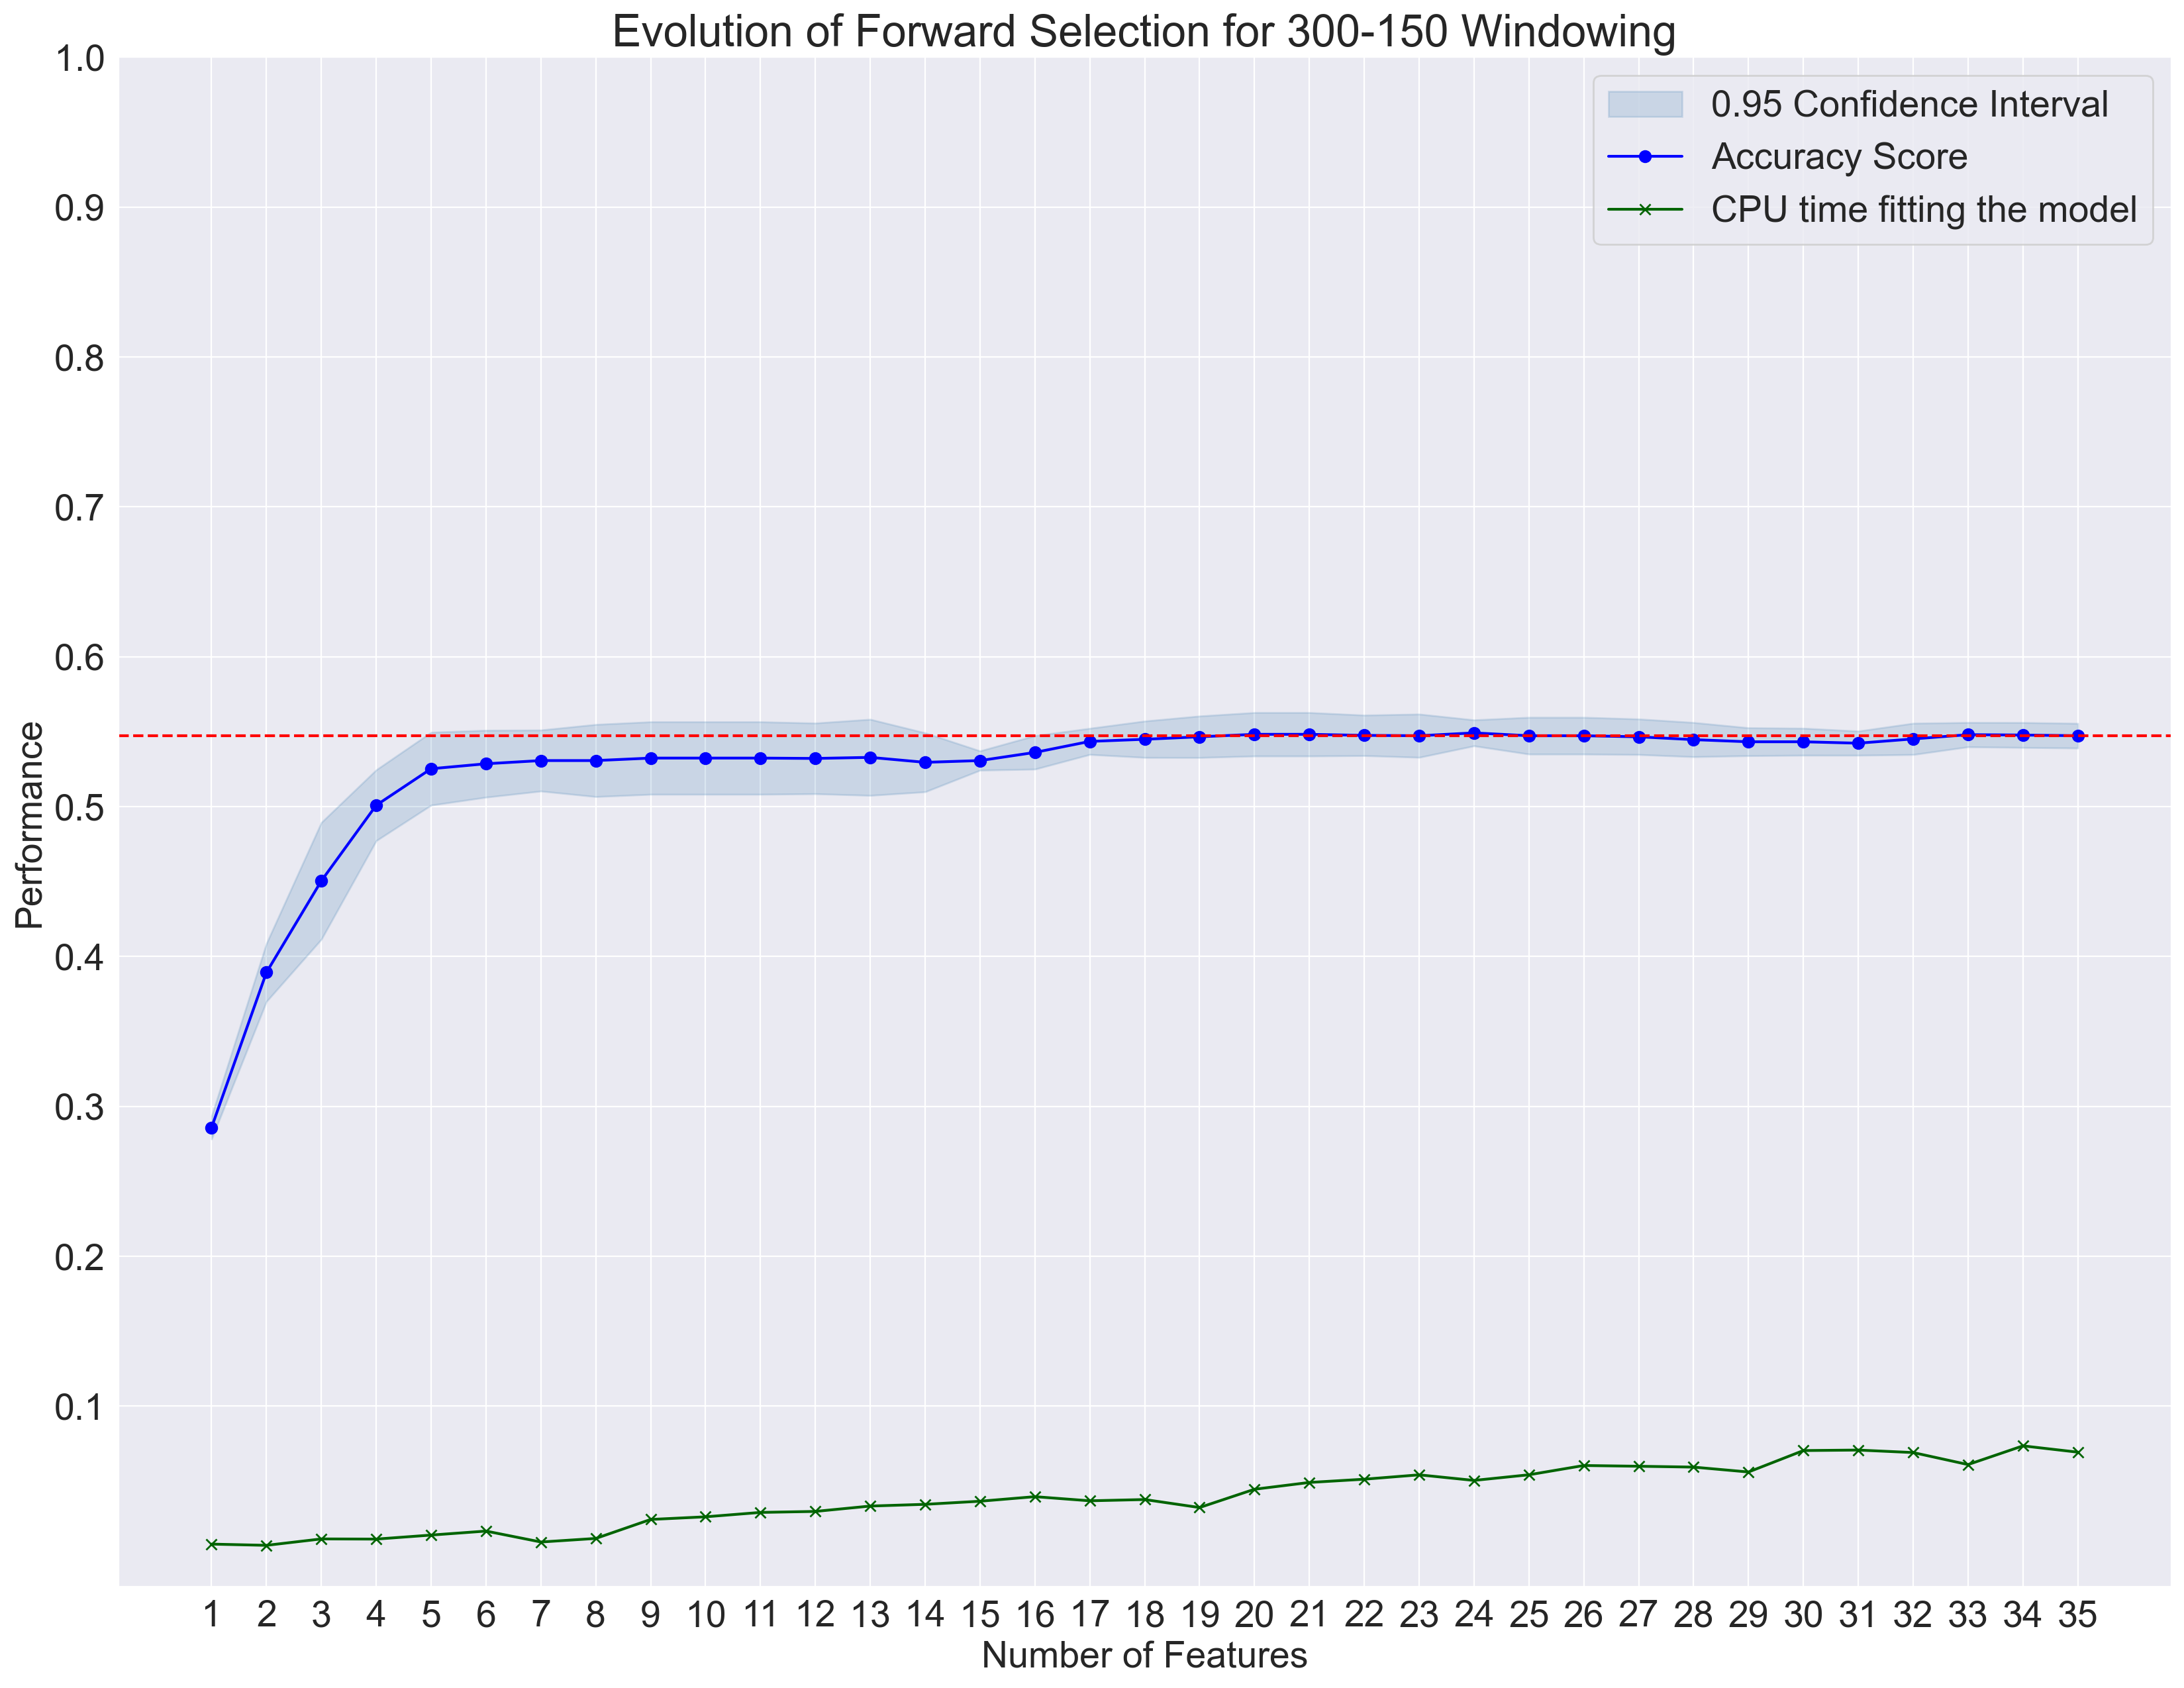 Evolution of Forward Selection for 300-150 Windowing
0.95 Confidence Interval
Accuracy Score
CPU time fitting the model
1.0
0.9
0.8
0.7
0.6
0.5
0.4
0.3
0.2
0.1
Performance
1 2 3 4 5 6 7 8 9 10 11 12 13 14 15 16 17 18 19 20 21 22 23 24 25 26 27 28 29 30 31 32 33 34 35
Number of Features